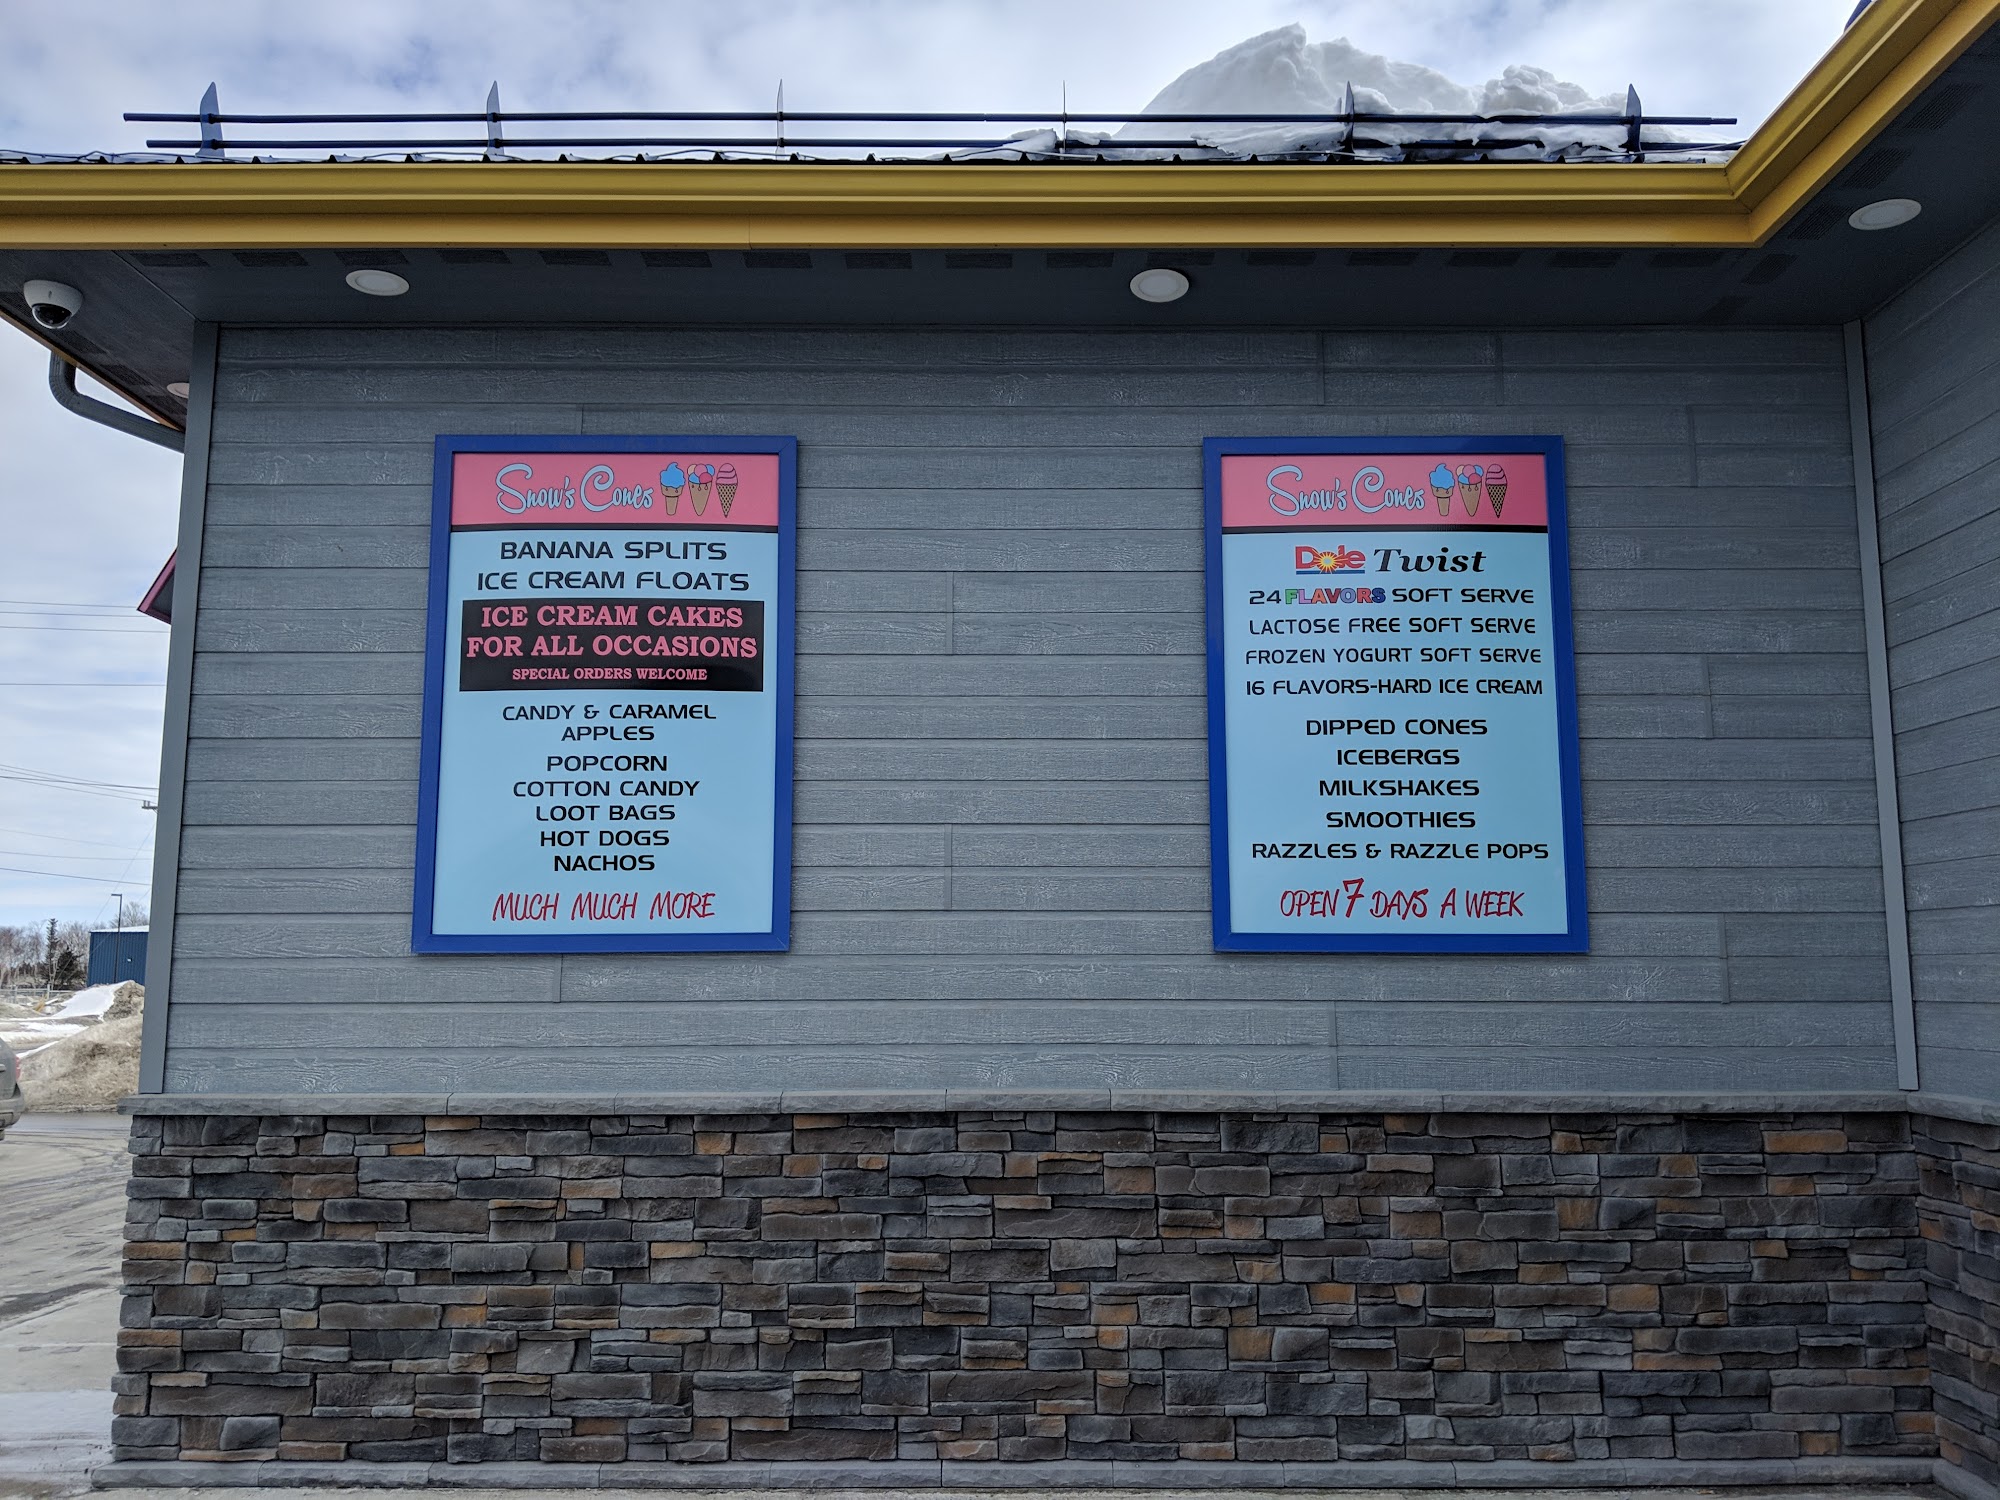 Snow's Cones
BANANA SPLITS
ICE CREAM FLOATS
ICE CREAM CAKES
FOR ALL OCCASIONS
SPECIAL ORDERS WELCOME
CANDY & CARAMEL
APPLES
POPCORN
COTTON CANDY
LOOT BAGS
HOT DOGS
NACHOS
MUCH MUCH MORE
Snow's Cones
Dole Twist
24 FLAVORS SOFT SERVE
LACTOSE FREE SOFT SERVE
FROZEN YOGURT SOFT SERVE
16 FLAVORS-HARD ICE CREAM
DIPPED CONES
ICEBERGS
MILKSHAKES
SMOOTHIES
RAZZLES & RAZZLE POPS
OPEN 7 DAYS A WEEK